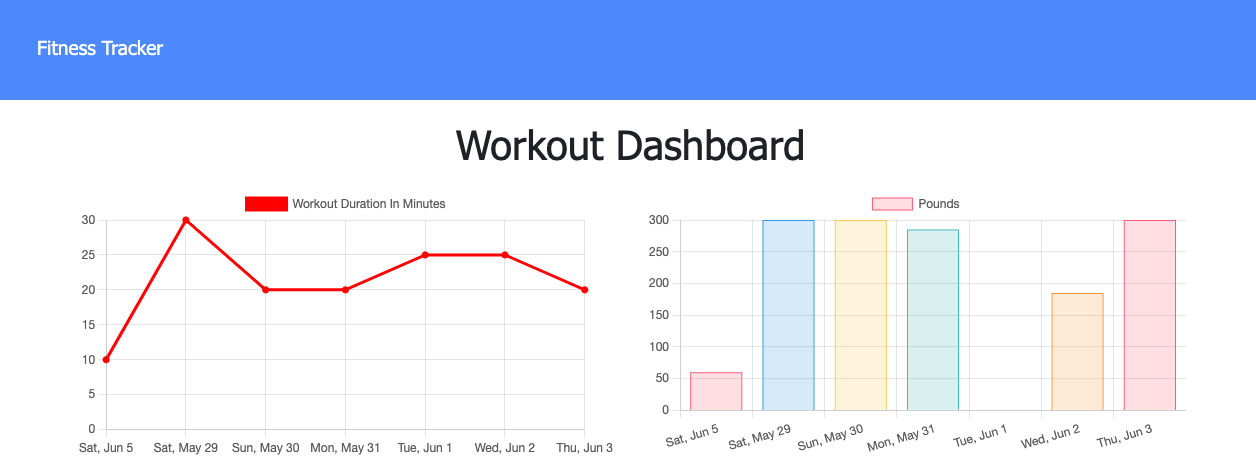 Fitness Tracker
Workout Dashboard
Workout Duration In Minutes
30
25
20
15
10
5
0
Sat, Jun 5 Sat, May 29 Sun, May 30 Mon, May 31 Tue, Jun 1 Wed, Jun 2 Thu, Jun 3
Pounds
300
250
200
150
100
50
0
Sat, Jun 5 Sat, May 29 Sun, May 30 Mon, May 31 Tue, Jun 1 Wed, Jun 2 Thu, Jun 3